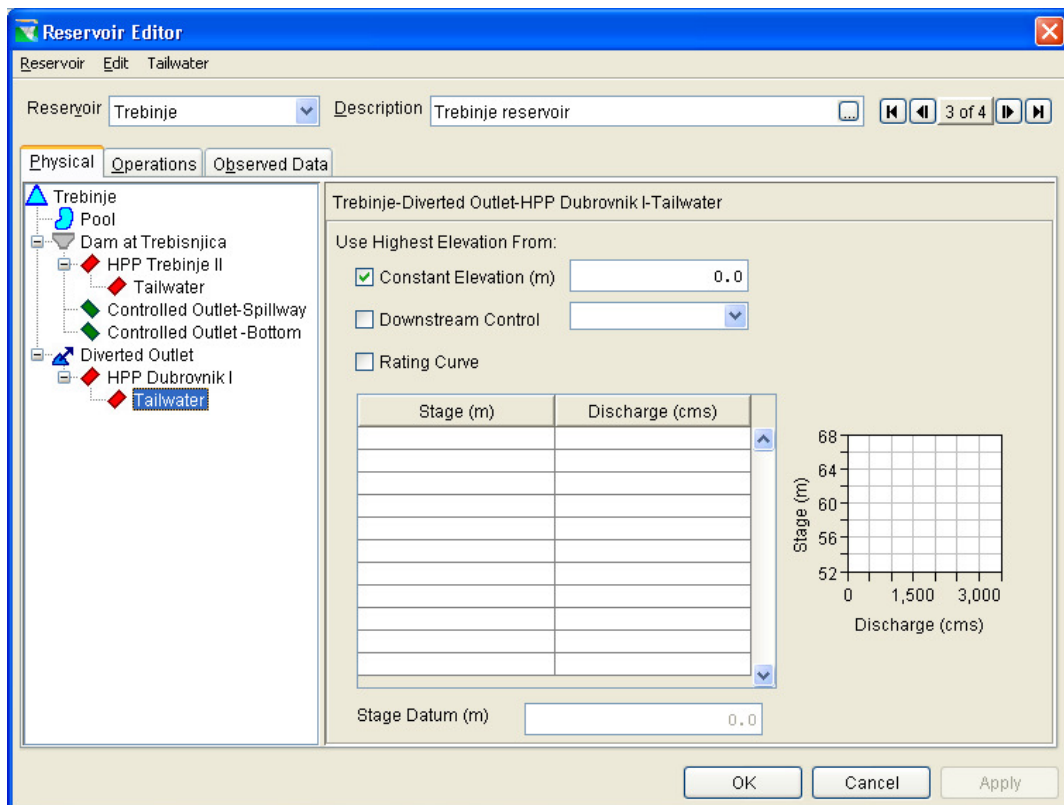 Reservoir Editor
Reservoir Edit Tailwater
Reservoir Trebinje Description Trebinje reservoir ... 3 of 4
Physical Operations Observed Data
Trebinje
Pool
Dam at Trebisnjica
HPP Trebinje II
Tailwater
Controlled Outlet-Spillway
Controlled Outlet -Bottom
Diverted Outlet
HPP Dubrovnik I
Tailwater
Trebinje-Diverted Outlet-HPP Dubrovnik I-Tailwater
Use Highest Elevation From:
Constant Elevation (m) 0.0
Downstream Control
Rating Curve
Stage (m) Discharge (cms)
68
64
60
56
52
Stage (m)
0 1,500 3,000
Discharge (cms)
Stage Datum (m) 0.0
OK Cancel Apply